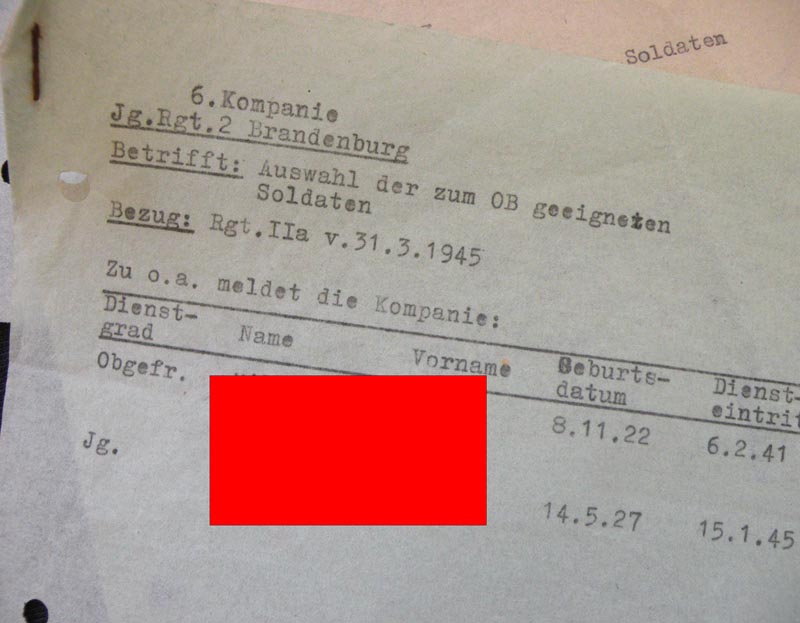 Soldaten
6.Kompanie
Jg.Rgt.2 Brandenburg
Betrifft: Auswahl der zum OB geeigneten
Soldaten
Bezug: Rgt.IIa v.31.3.1945
Zu o.a. meldet die Kompanie:
Dienst-
grad Name Vorname Geburts-
datum Dienst-
eintrit
Obgefr. 8.11.22 6.2.41
Jg. 14.5.27 15.1.45